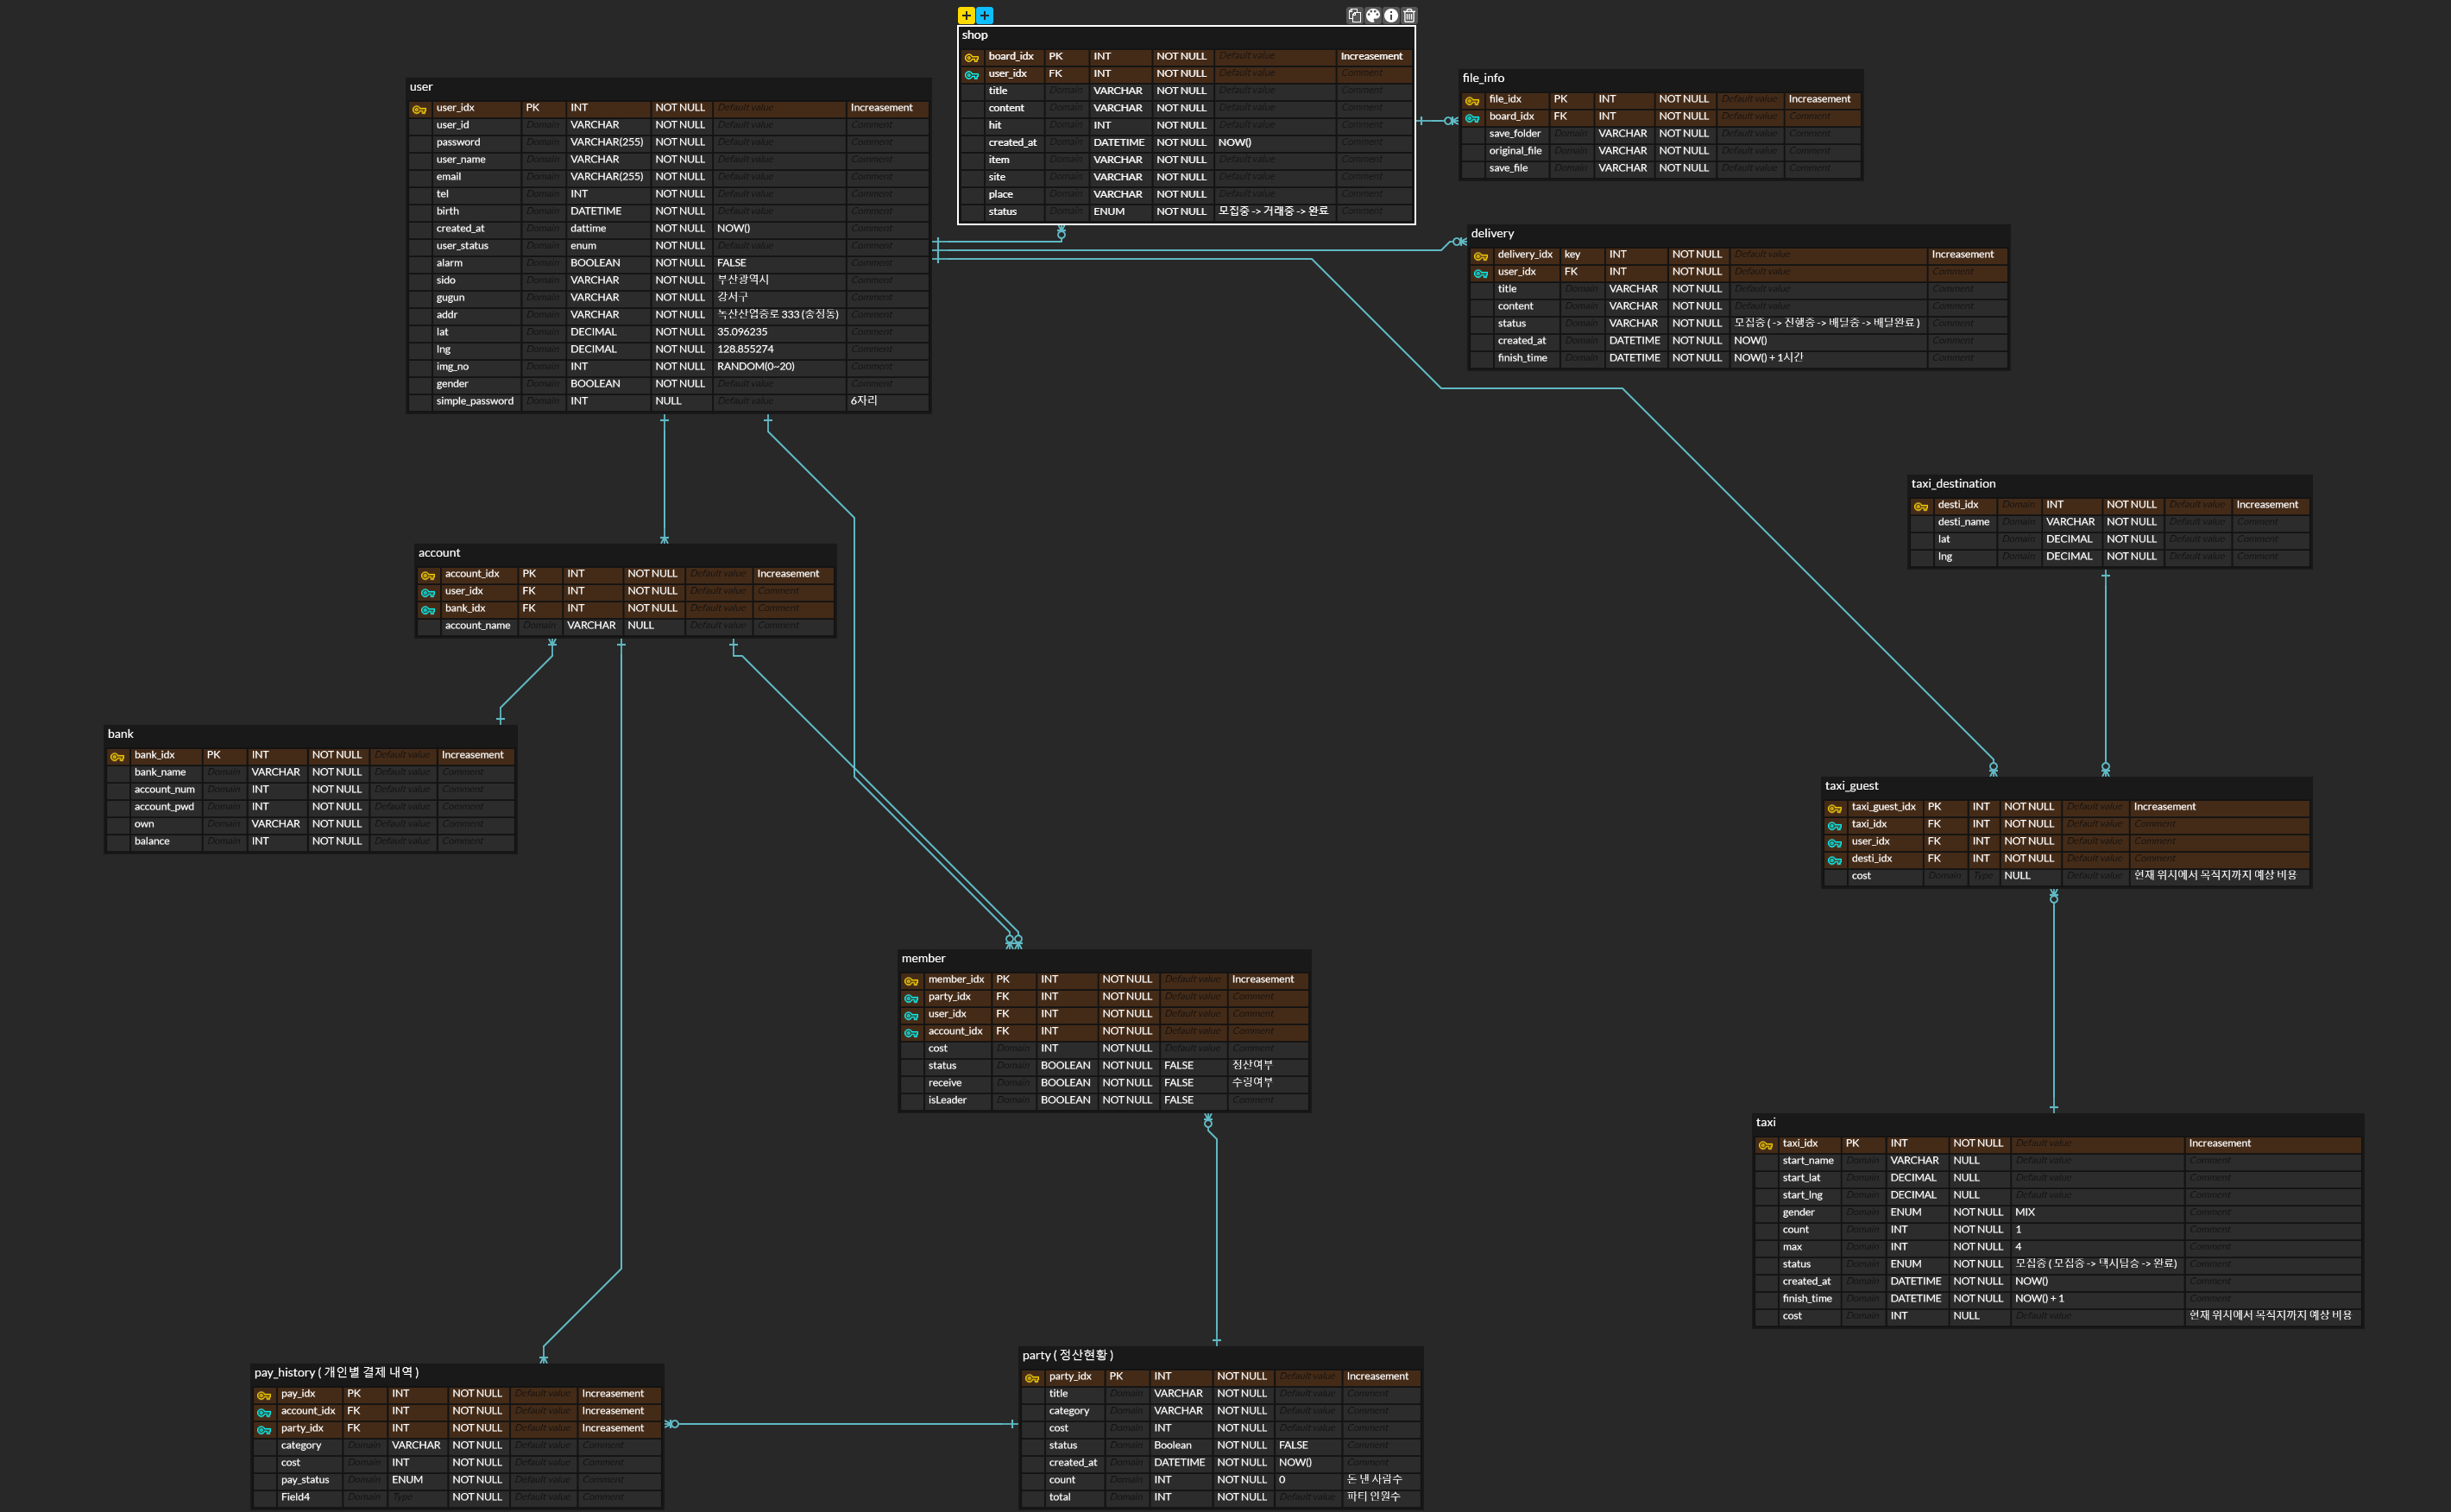 shop
board_idx PK INT NOT NULL Default value Increasement
user_idx FK INT NOT NULL Default value Comment
title Domain VARCHAR NOT NULL Default value Comment
content Domain VARCHAR NOT NULL Default value Comment
hit Domain INT NOT NULL Default value Comment
created_at Domain DATETIME NOT NULL NOW() Comment
item Domain VARCHAR NOT NULL Default value Comment
site Domain VARCHAR NOT NULL Default value Comment
place Domain VARCHAR NOT NULL Default value Comment
status Domain ENUM NOT NULL 모집중 -> 거래중 -> 완료 Comment
file_info
file_idx PK INT NOT NULL Default value Increasement
board_idx FK INT NOT NULL Default value Comment
save_folder Domain VARCHAR NOT NULL Default value Comment
original_file Domain VARCHAR NOT NULL Default value Comment
save_file Domain VARCHAR NOT NULL Default value Comment
user
user_idx PK INT NOT NULL Default value Increasement
user_id Domain VARCHAR NOT NULL Default value Comment
password Domain VARCHAR(255) NOT NULL Default value Comment
user_name Domain VARCHAR NOT NULL Default value Comment
email Domain VARCHAR(255) NOT NULL Default value Comment
tel Domain INT NOT NULL Default value Comment
birth Domain DATETIME NOT NULL Default value Comment
created_at Domain dattime NOT NULL NOW() Comment
user_status Domain enum NOT NULL Default value Comment
alarm Domain BOOLEAN NOT NULL FALSE Comment
sido Domain VARCHAR NOT NULL 부산광역시 Comment
gugun Domain VARCHAR NOT NULL 강서구 Comment
addr Domain VARCHAR NOT NULL 녹산산업중로 333 (송정동) Comment
lat Domain DECIMAL NOT NULL 35.096235 Comment
lng Domain DECIMAL NOT NULL 128.855274 Comment
img_no Domain INT NOT NULL RANDOM(0~20) Comment
gender Domain BOOLEAN NOT NULL Default value Comment
simple_password Domain INT NULL Default value 6자리
delivery
delivery_idx key INT NOT NULL Default value Increasement
user_idx FK INT NOT NULL Default value Comment
title Domain VARCHAR NOT NULL Default value Comment
content Domain VARCHAR NOT NULL Default value Comment
status Domain VARCHAR NOT NULL 모집중 ( -> 진행중 -> 배달중 -> 배달완료 ) Comment
created_at Domain DATETIME NOT NULL NOW() Comment
finish_time Domain DATETIME NOT NULL NOW() + 1시간 Comment
taxi_destination
desti_idx Domain INT NOT NULL Default value Increasement
desti_name Domain VARCHAR NOT NULL Default value Comment
lat Domain DECIMAL NOT NULL Default value Comment
lng Domain DECIMAL NOT NULL Default value Comment
account
account_idx PK INT NOT NULL Default value Increasement
user_idx FK INT NOT NULL Default value Comment
bank_idx FK INT NOT NULL Default value Comment
account_name Domain VARCHAR NULL Default value Comment
bank
bank_idx PK INT NOT NULL Default value Increasement
bank_name Domain VARCHAR NOT NULL Default value Comment
account_num Domain INT NOT NULL Default value Comment
account_pwd Domain INT NOT NULL Default value Comment
own Domain VARCHAR NOT NULL Default value Comment
balance Domain INT NOT NULL Default value Comment
taxi_guest
taxi_guest_idx PK INT NOT NULL Default value Increasement
taxi_idx FK INT NOT NULL Default value Comment
user_idx FK INT NOT NULL Default value Comment
desti_idx FK INT NOT NULL Default value Comment
cost Domain Type NULL Default value 현재 위치에서 목적지까지 예상 비용
member
member_idx PK INT NOT NULL Default value Increasement
party_idx FK INT NOT NULL Default value Comment
user_idx FK INT NOT NULL Default value Comment
account_idx FK INT NOT NULL Default value Comment
cost Domain INT NOT NULL Default value Comment
status Domain BOOLEAN NOT NULL FALSE 정산여부
receive Domain BOOLEAN NOT NULL FALSE 수령여부
isLeader Domain BOOLEAN NOT NULL FALSE Comment
taxi
taxi_idx PK INT NOT NULL Default value Increasement
start_name Domain VARCHAR NULL Default value Comment
start_lat Domain DECIMAL NULL Default value Comment
start_lng Domain DECIMAL NULL Default value Comment
gender Domain ENUM NOT NULL MIX Comment
count Domain INT NOT NULL 1 Comment
max Domain INT NOT NULL 4 Comment
status Domain ENUM NOT NULL 모집중 ( 모집중 -> 택시탑승 -> 완료) Comment
created_at Domain DATETIME NOT NULL NOW() Comment
finish_time Domain DATETIME NOT NULL NOW() + 1 Comment
cost Domain INT NULL Default value 현재 위치에서 목적지까지 예상 비용
pay_history ( 개인별 결제 내역 )
pay_idx PK INT NOT NULL Default value Increasement
account_idx FK INT NOT NULL Default value Increasement
party_idx FK INT NOT NULL Default value Increasement
category Domain VARCHAR NOT NULL Default value Comment
cost Domain INT NOT NULL Default value Comment
pay_status Domain ENUM NOT NULL Default value Comment
Field4 Domain Type NOT NULL Default value Comment
party ( 정산현황 )
party_idx PK INT NOT NULL Default value Increasement
title Domain VARCHAR NOT NULL Default value Comment
category Domain VARCHAR NOT NULL Default value Comment
cost Domain INT NOT NULL Default value Comment
status Domain Boolean NOT NULL FALSE Comment
created_at Domain DATETIME NOT NULL NOW() Comment
count Domain INT NOT NULL 0 돈 낸 사람수
total Domain INT NOT NULL Default value 파티 인원수